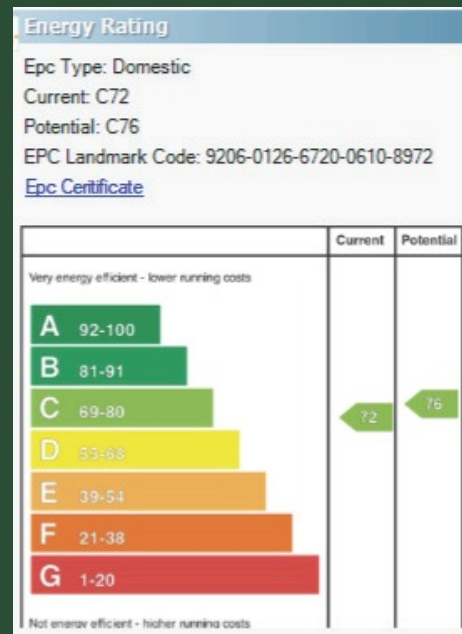 Energy Rating
Epc Type: Domestic
Current: C72
Potential: C76
EPC Landmark Code: 9206-0126-6720-0610-8972
Epc Certificate
Current Potential
Very energy efficient - lower running costs
A 92-100
B 81-91
C 69-80
72 76
D 55-68
E 39-54
F 21-38
G 1-20
Not energy efficient - higher running costs